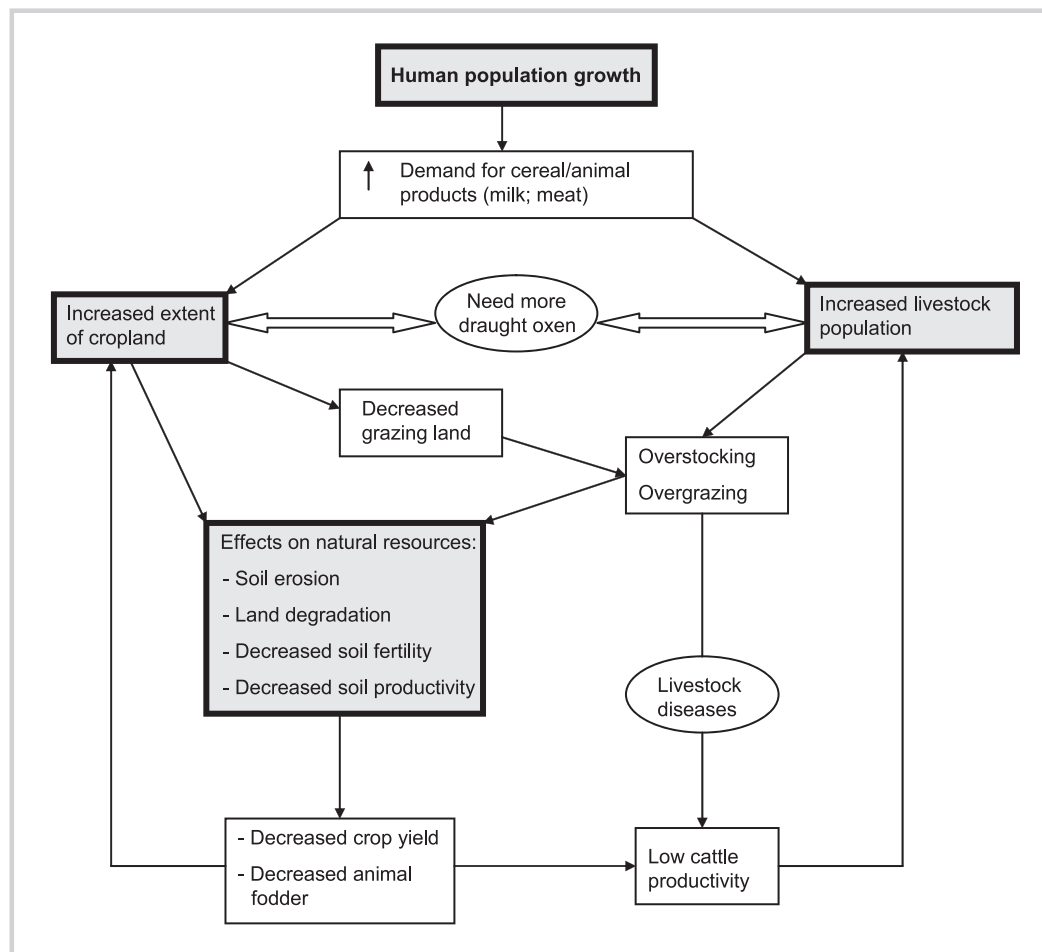 Human population growth
↑ Demand for cereal/animal
products (milk; meat)
Increased extent
of cropland
Need more
draught oxen
Increased livestock
population
Decreased
grazing land
Overstocking
Overgrazing
Effects on natural resources:
- Soil erosion
- Land degradation
- Decreased soil fertility
- Decreased soil productivity
Livestock
diseases
- Decreased crop yield
- Decreased animal
fodder
Low cattle
productivity